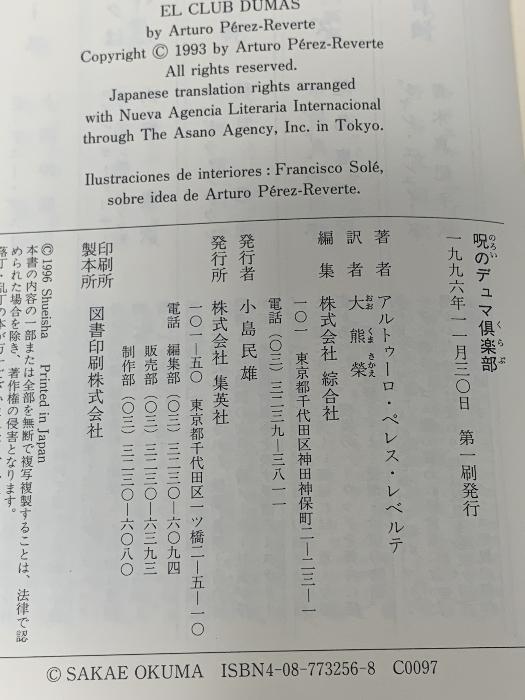 EL CLUB DUMAS
by Arturo Pérez-Reverte
Copyright © 1993 by Arturo Pérez-Reverte
All rights reserved.
Japanese translation rights arranged
with Nueva Agencia Literaria Internacional
through The Asano Agency, Inc. in Tokyo.
Ilustraciones de interiores : Francisco Solé,
sobre idea de Arturo Pérez-Reverte.
呪のデュマ倶楽部
のろい くらぶ
一九九六年一一月三〇日 第一刷発行
著者 アルトゥーロ・ペレス・レベルテ
訳者 大熊榮
おお くま さかえ
編集 株式会社 綜合社
一〇一 東京都千代田区神田神保町二―二三―一
電話 (〇三) 三二三九―三八一一
発行者 小島民雄
発行所 株式会社 集英社
一〇一―五〇 東京都千代田区一ツ橋二―五―一〇
電話 編集部 (〇三) 三二三〇―六〇九四
販売部 (〇三) 三二三〇―六三九三
制作部 (〇三) 三二三〇―六〇八〇
印刷所
製本所 図書印刷株式会社
©1996 Shueisha Printed in Japan
本書の内容の一部または全部を無断で複写複製することは、法律で認
められた場合を除き、著作権の侵害となります。
© SAKAE OKUMA ISBN4-08-773256-8 C0097